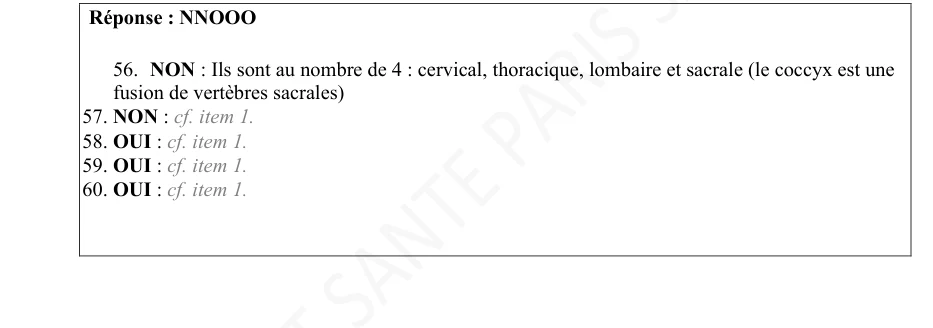 Réponse : NNOOO
56. NON : Ils sont au nombre de 4 : cervical, thoracique, lombaire et sacrale (le coccyx est une
fusion de vertèbres sacrales)
57. NON : cf. item 1.
58. OUI : cf. item 1.
59. OUI : cf. item 1.
60. OUI : cf. item 1.
SANTE PARIS